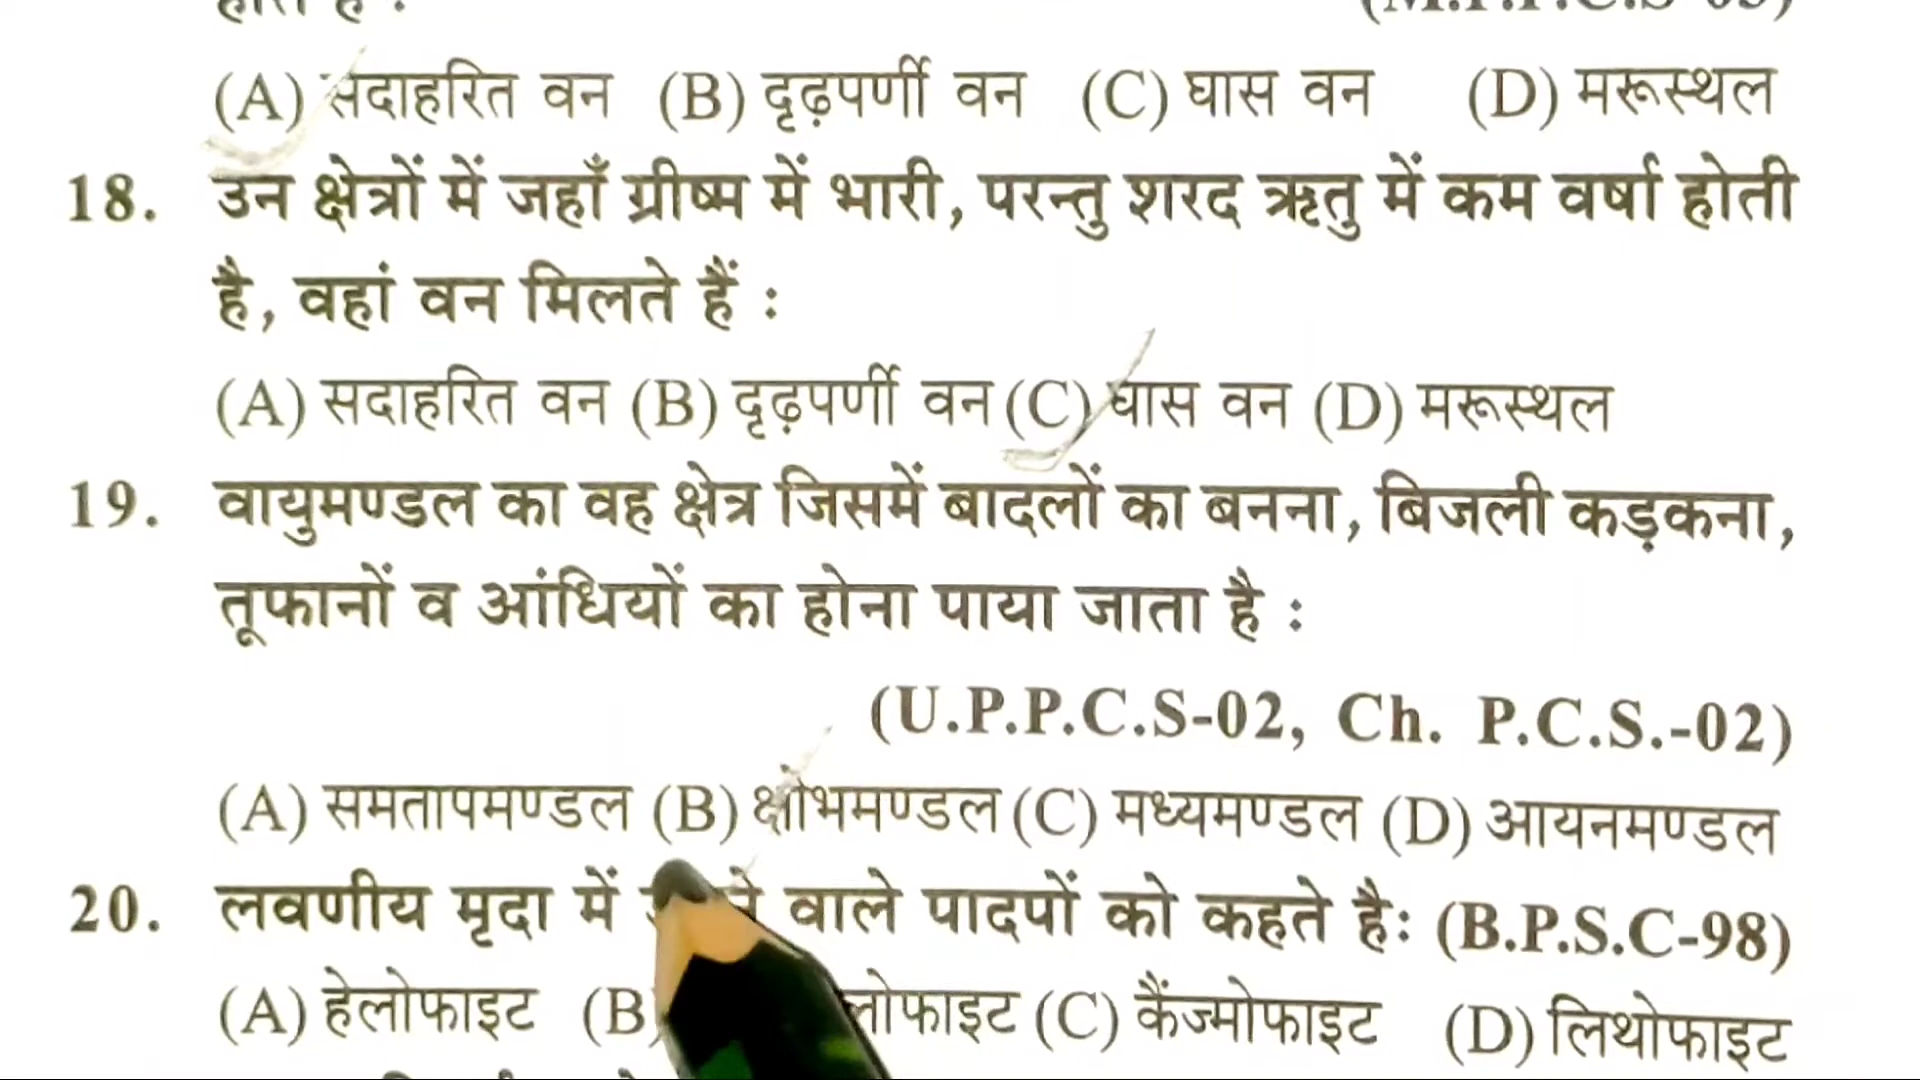 (A) सदाहरित वन (B) दृढ़पर्णी वन (C) घास वन (D) मरूस्थल
18. उन क्षेत्रों में जहाँ ग्रीष्म में भारी, परन्तु शरद ऋतु में कम वर्षा होती
है, वहां वन मिलते हैं :
(A) सदाहरित वन (B) दृढ़पर्णी वन (C) घास वन (D) मरूस्थल
19. वायुमण्डल का वह क्षेत्र जिसमें बादलों का बनना, बिजली कड़कना,
तूफानों व आंधियों का होना पाया जाता है :
(U.P.P.C.S-02, Ch. P.C.S.-02)
(A) समतापमण्डल (B) क्षोभमण्डल (C) मध्यमण्डल (D) आयनमण्डल
20. लवणीय मृदा में वाले पादपों को कहते है: (B.P.S.C-98)
(A) हेलोफाइट (B (C) कैंज्मोफाइट (D) लिथोफाइट